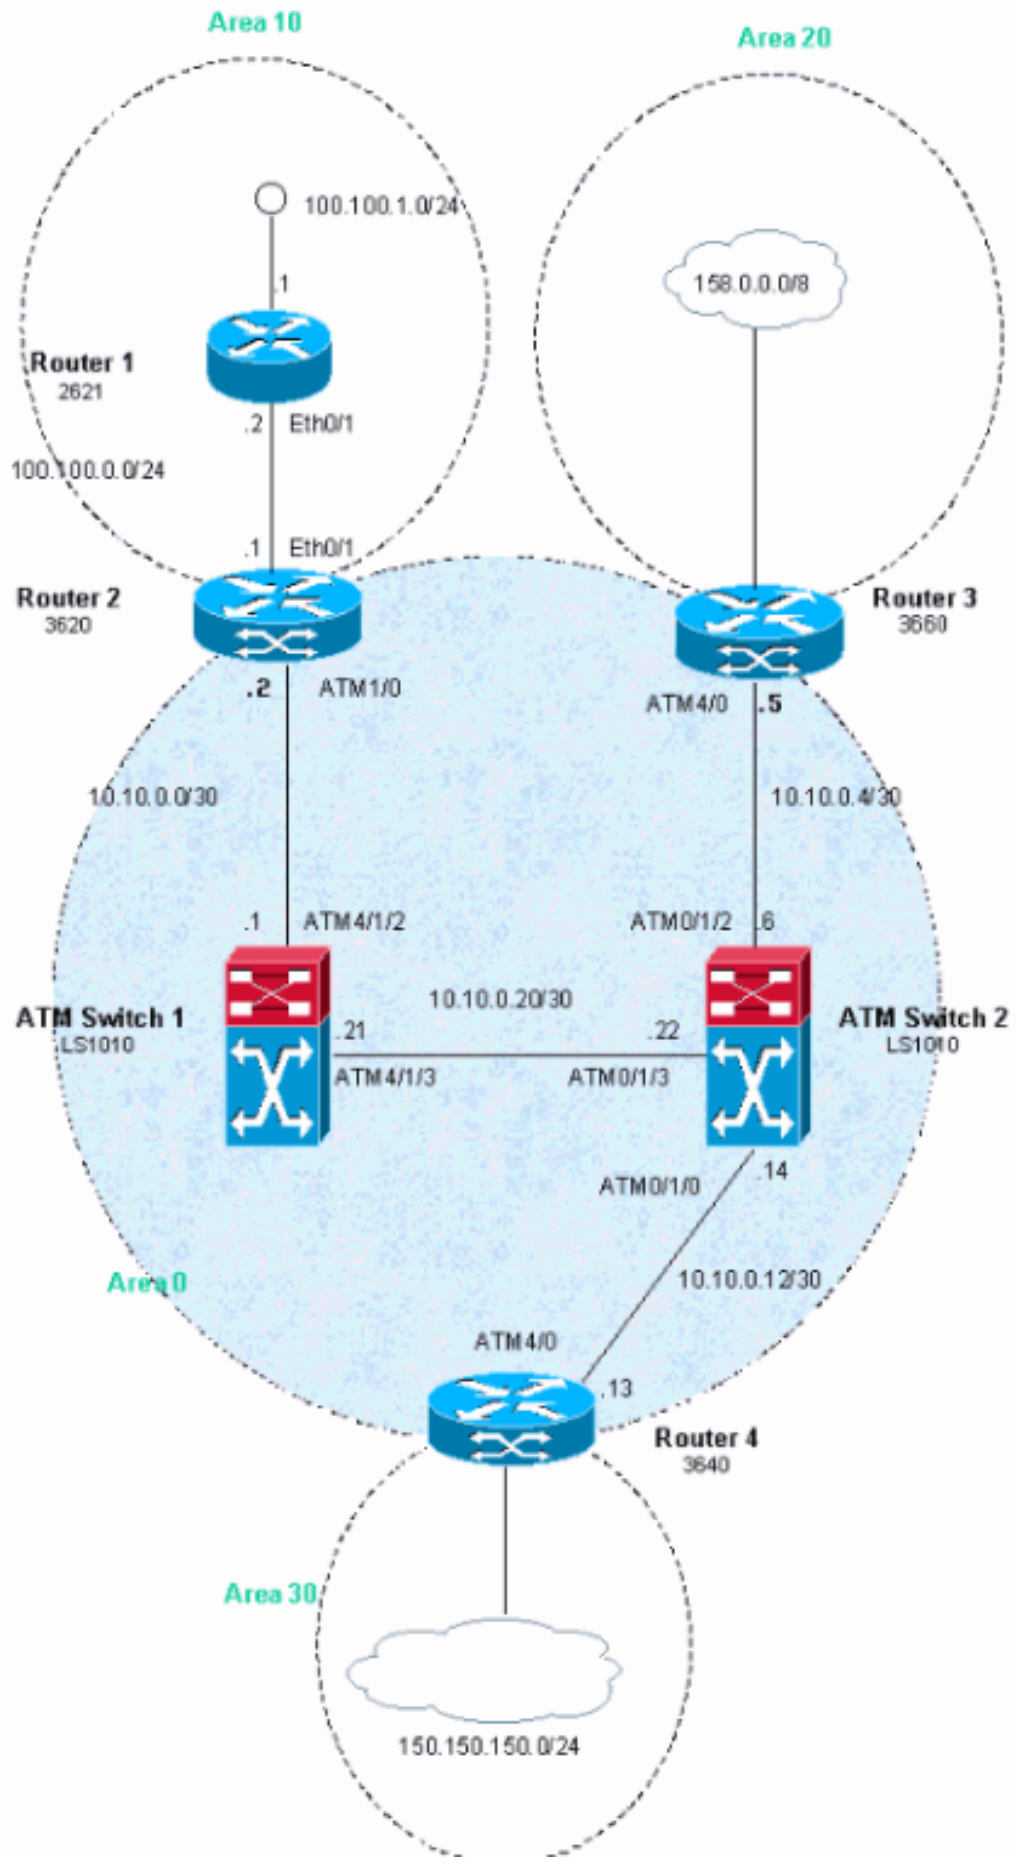 Area 10
Area 20
100.100.1.0/24
158.0.0.0/8
.1
Router 1
2621
.2 Eth0/1
100.100.0.0/24
.1 Eth0/1
Router 2
3620
Router 3
3660
.2 ATM1/0
ATM4/0 .5
10.10.0.0/30
10.10.0.4/30
.1 ATM4/1/2
ATM0/1/2 .6
10.10.0.20/30
ATM Switch 1
LS1010
ATM Switch 2
LS1010
.21
.22
ATM4/1/3
ATM0/1/3
.14
ATM0/1/0
10.10.0.12/30
Area 0
ATM4/0
.13
Router 4
3640
Area 30
150.150.150.0/24